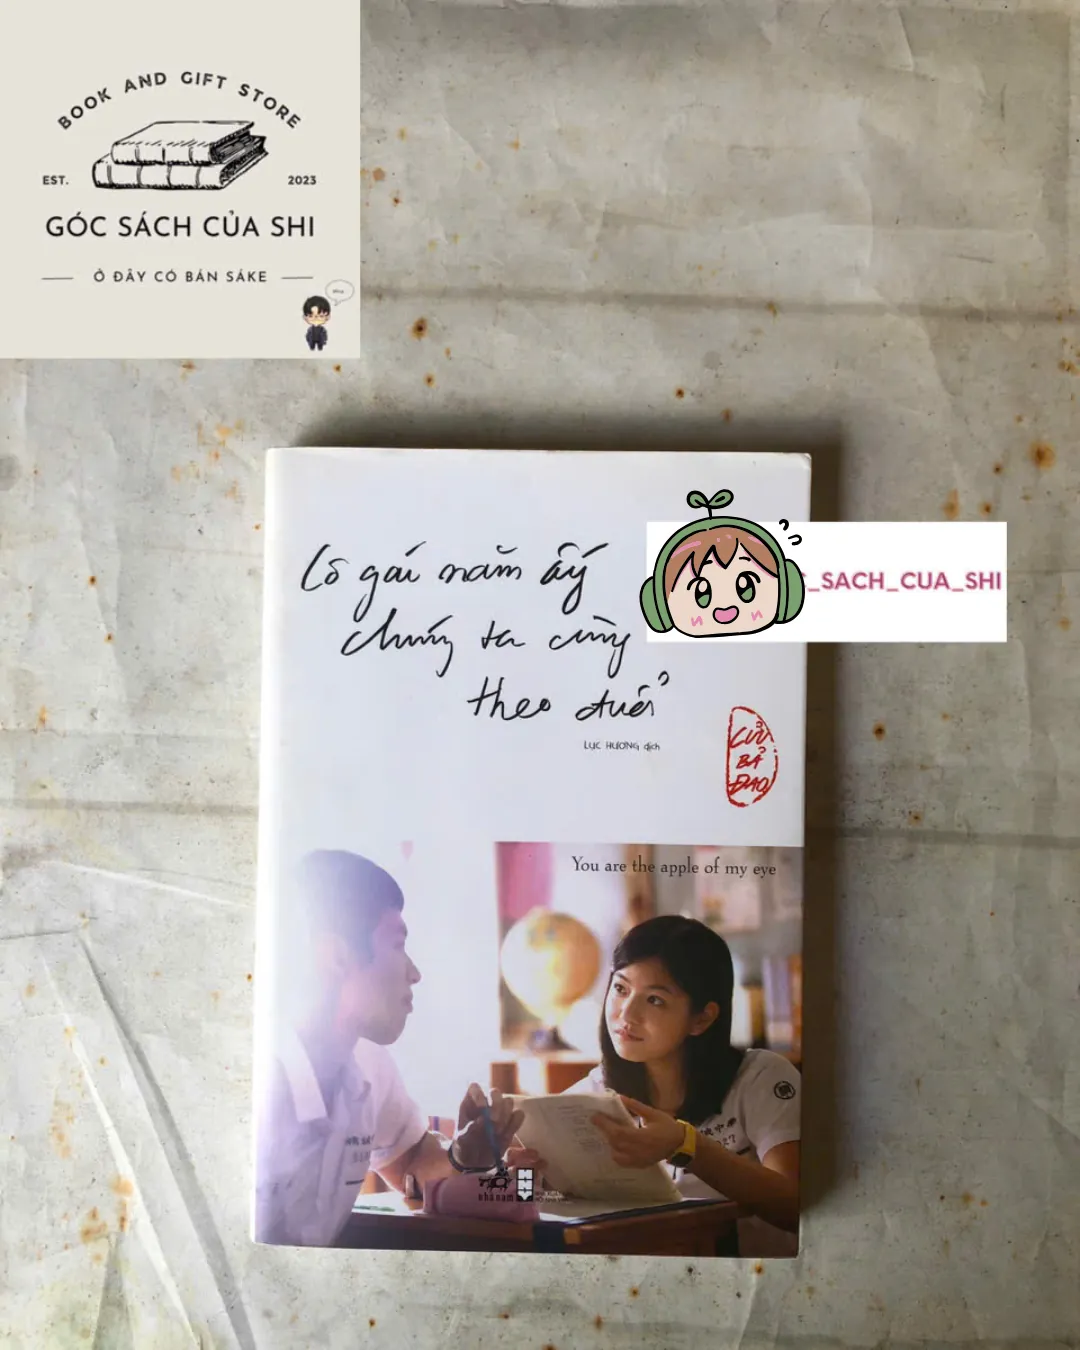 BOOK AND GIFT STORE
EST. 2023
GÓC SÁCH CỦA SHI
Ở ĐÂY CÓ BÁN SÁKE
_SACH_CUA_SHI
Cô gái năm ấy
chúng ta cùng
theo đuổi
LỤC HƯƠNG dịch
CỬU
BẢ
ĐAO
You are the apple of my eye
nhã nam
HNV